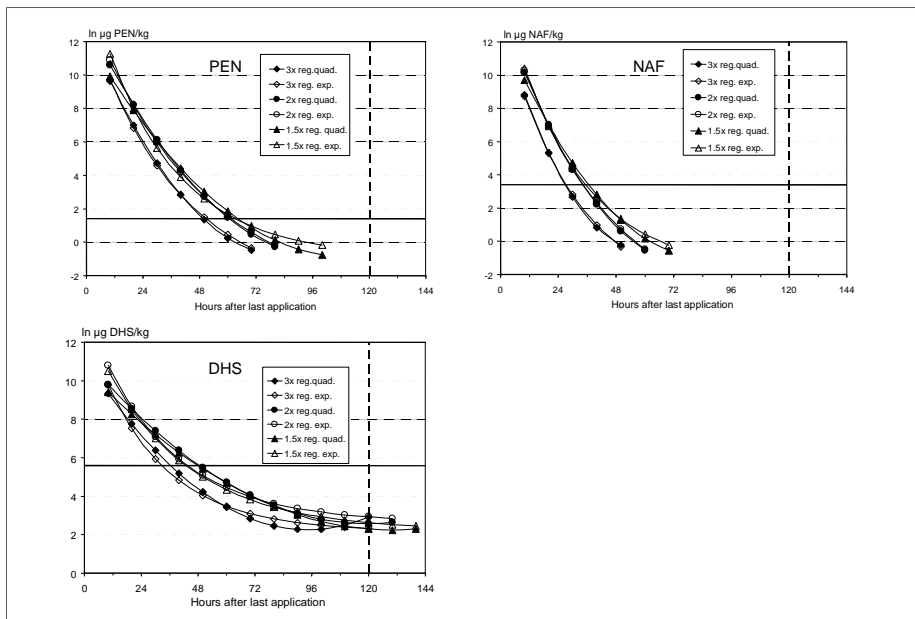 ln µg PEN/kg
12
10
8
6
4
2
0
-2
PEN
3x reg.quad.
3x reg. exp.
2x reg.quad.
2x reg. exp.
1.5x reg. quad.
1.5x reg. exp.
0 24 48 72 96 120 144
Hours after last application
ln µg NAF/kg
12
10
8
6
4
2
0
-2
NAF
3x reg.quad.
3x reg. exp.
2x reg.quad.
2x reg. exp.
1.5x reg. quad.
1.5x reg. exp.
0 24 48 72 96 120 144
Hours after last application
ln µg DHS/kg
12
10
8
6
4
2
0
DHS
3x reg.quad.
3x reg. exp.
2x reg.quad.
2x reg. exp.
1.5x reg. quad.
1.5x reg. exp.
0 24 48 72 96 120 144
Hours after last application